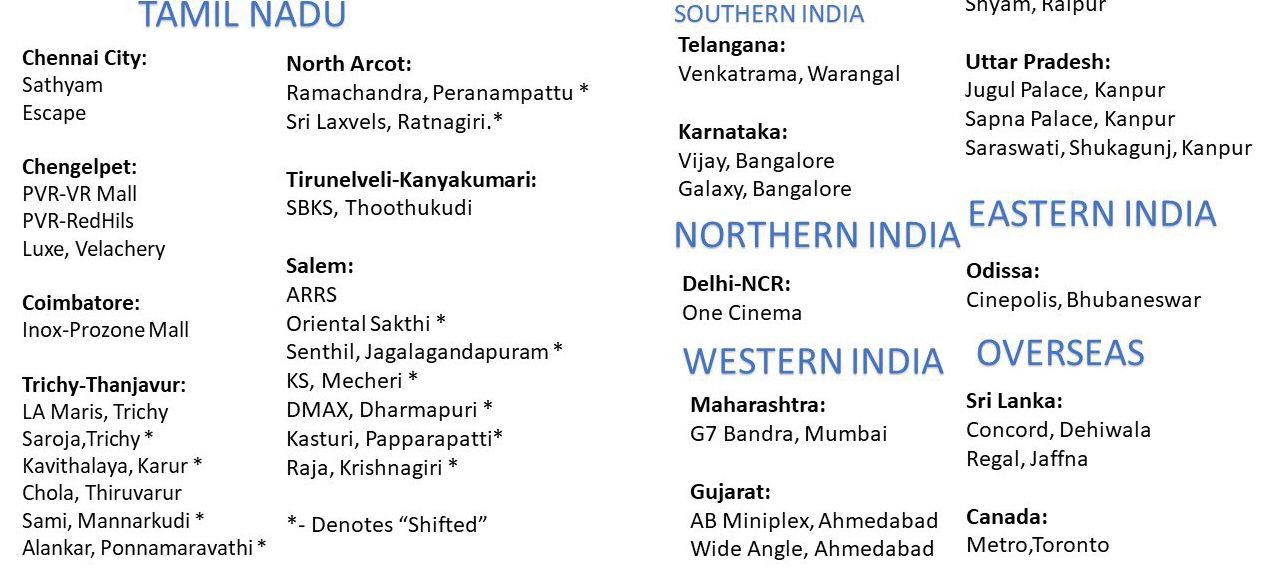 TAMIL NADU
Chennai City:
Sathyam
Escape
Chengelpet:
PVR-VR Mall
PVR-RedHils
Luxe, Velachery
Coimbatore:
Inox-Prozone Mall
Trichy-Thanjavur:
LA Maris, Trichy
Saroja,Trichy *
Kavithalaya, Karur *
Chola, Thiruvarur
Sami, Mannarkudi *
Alankar, Ponnamaravathi *
North Arcot:
Ramachandra, Peranampattu *
Sri Laxvels, Ratnagiri.*
Tirunelveli-Kanyakumari:
SBKS, Thoothukudi
Salem:
ARRS
Oriental Sakthi *
Senthil, Jagalagandapuram *
KS, Mecheri *
DMAX, Dharmapuri *
Kasturi, Papparapatti*
Raja, Krishnagiri *
*- Denotes “Shifted”
SOUTHERN INDIA
Telangana:
Venkatrama, Warangal
Karnataka:
Vijay, Bangalore
Galaxy, Bangalore
NORTHERN INDIA
Delhi-NCR:
One Cinema
WESTERN INDIA
Maharashtra:
G7 Bandra, Mumbai
Gujarat:
AB Miniplex, Ahmedabad
Wide Angle, Ahmedabad
Shyam, Raipur
Uttar Pradesh:
Jugul Palace, Kanpur
Sapna Palace, Kanpur
Saraswati, Shukagunj, Kanpur
EASTERN INDIA
Odissa:
Cinepolis, Bhubaneswar
OVERSEAS
Sri Lanka:
Concord, Dehiwala
Regal, Jaffna
Canada:
Metro,Toronto